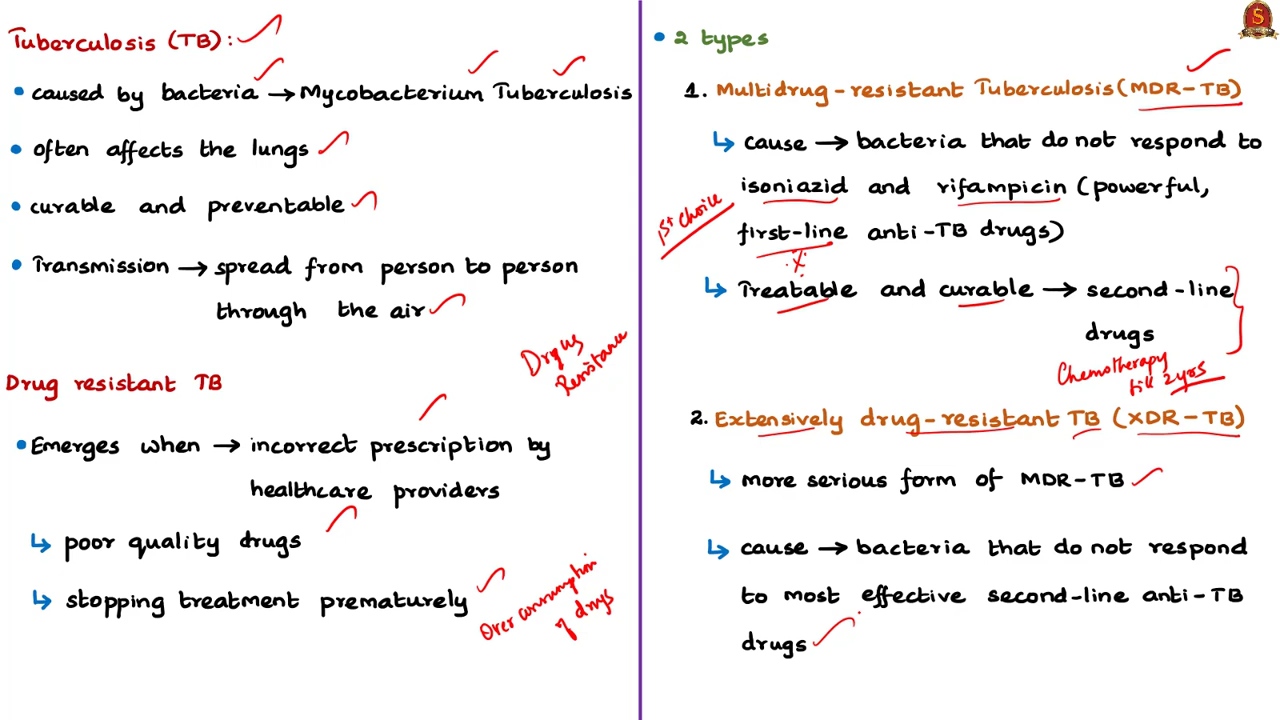 Tuberculosis (TB):
• caused by bacteria → Mycobacterium Tuberculosis
• often affects the lungs
• curable and preventable
• Transmission → spread from person to person
through the air
Drugs
Resistance
Drug resistant TB
• Emerges when → incorrect prescription by
healthcare providers
↳ poor quality drugs
↳ stopping treatment prematurely
Over consumption
of drugs
• 2 types
1. Multidrug-resistant Tuberculosis (MDR-TB)
↳ cause → bacteria that do not respond to
isoniazid and rifampicin (powerful,
1st choice
first-line anti-TB drugs)
x
↳ Treatable and curable → second-line
drugs
Chemotherapy
till 2yrs
2. Extensively drug-resistant TB (XDR-TB)
↳ more serious form of MDR-TB
↳ cause → bacteria that do not respond
to most effective second-line anti-TB
drugs
S